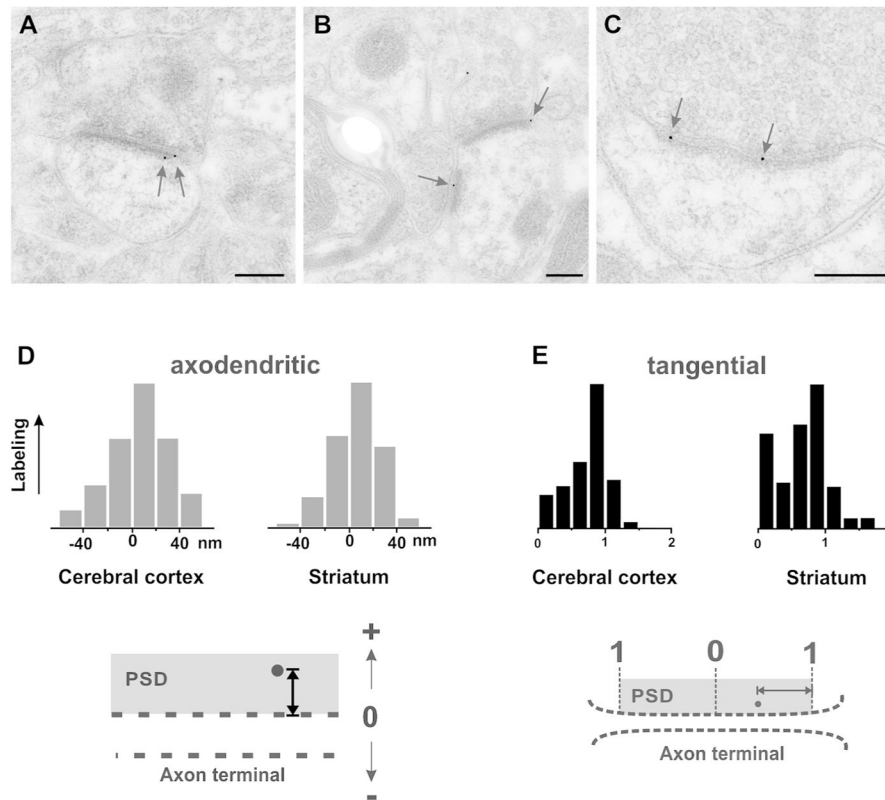 A
B
C
D
axodendritic
E
tangential
Labeling
-40 0 40 nm
-40 0 40 nm
0 1 2
0 1
Cerebral cortex
Striatum
Cerebral cortex
Striatum
+
PSD
0
Axon terminal
-
1 0 1
PSD
Axon terminal